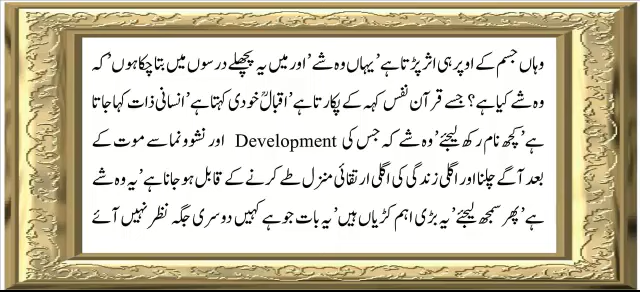 وہاں جسم کے اوپر ہی اثر پڑتا ہے’ یہاں وہ شے’ اور میں یہ پچھلے درسوں میں بتا چکا ہوں’ کہ
وہ شے کیا ہے؟ جسے قرآن نفس کہہ کے پکارتا ہے’ اقبالؒ خودی کہتا ہے’ انسانی ذات کہا جاتا
ہے’ کچھ نام رکھ لیجئے’ وہ شے کہ جس کی Development اور نشوونما سے موت کے
بعد آگے چلنا اور اگلی زندگی کی اگلی ارتقائی منزل طے کرنے کے قابل ہو جانا ہے’ یہ وہ شے
ہے’ پھر سمجھ لیجئے’ یہ بڑی اہم کڑیاں ہیں’ یہ بات جو ہے کہیں دوسری جگہ نظر نہیں آئے